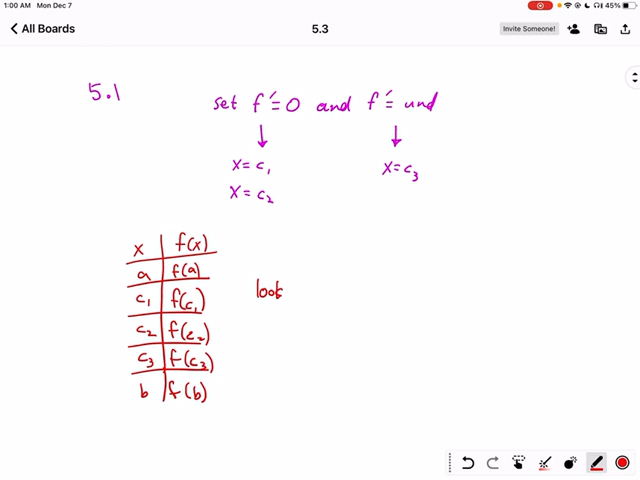 1:00 AM Mon Dec 7
45%
All Boards
5.3
Invite Someone!
5.1
set f' = 0 and f' = und
x = c₁
x = c₃
x = c₂
x | f(x)
a | f(a)
c₁ | f(c₁)
c₂ | f(c₂)
c₃ | f(c₃)
b | f(b)
look